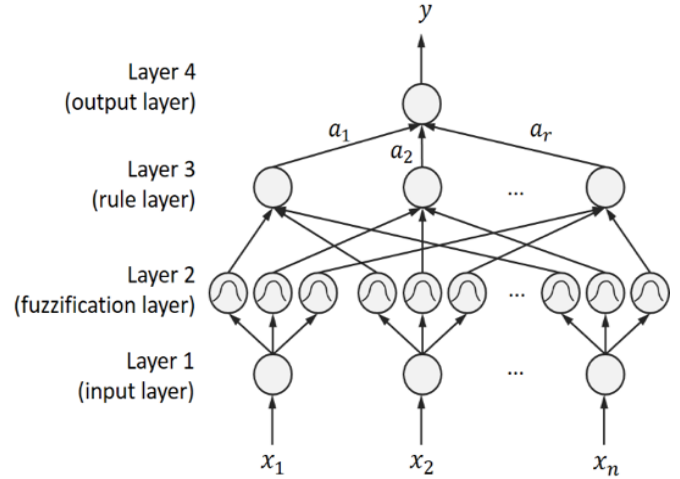 y
Layer 4
(output layer)
a₁
a₂
aᵣ
Layer 3
(rule layer)
...
Layer 2
(fuzzification layer)
...
Layer 1
(input layer)
...
x₁
x₂
xₙ